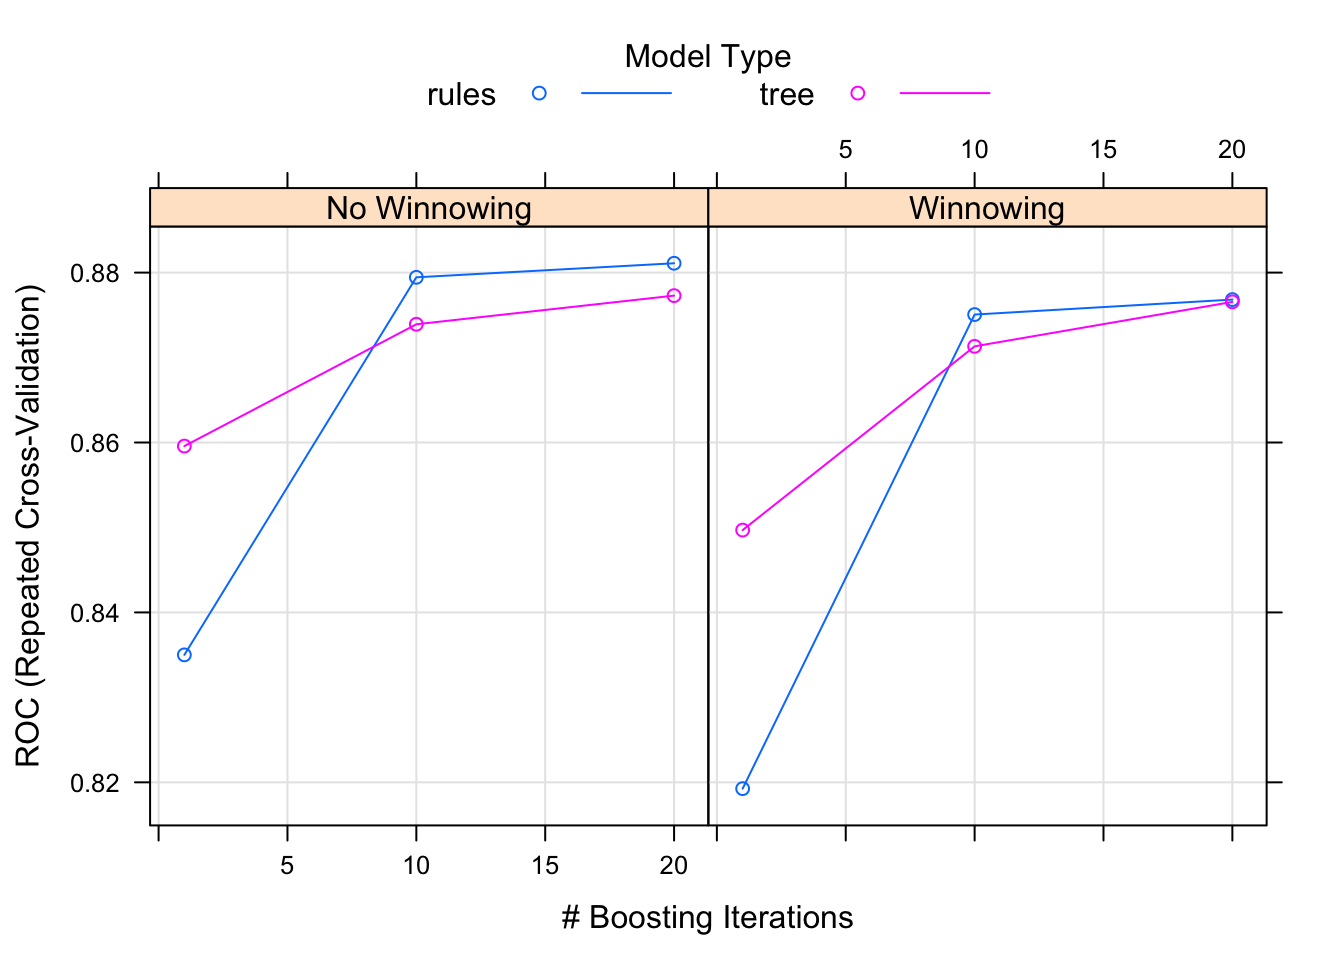 Model Type
rules tree
5 10 15 20
No Winnowing Winnowing
ROC (Repeated Cross-Validation)
0.88
0.86
0.84
0.82
5 10 15 20
# Boosting Iterations